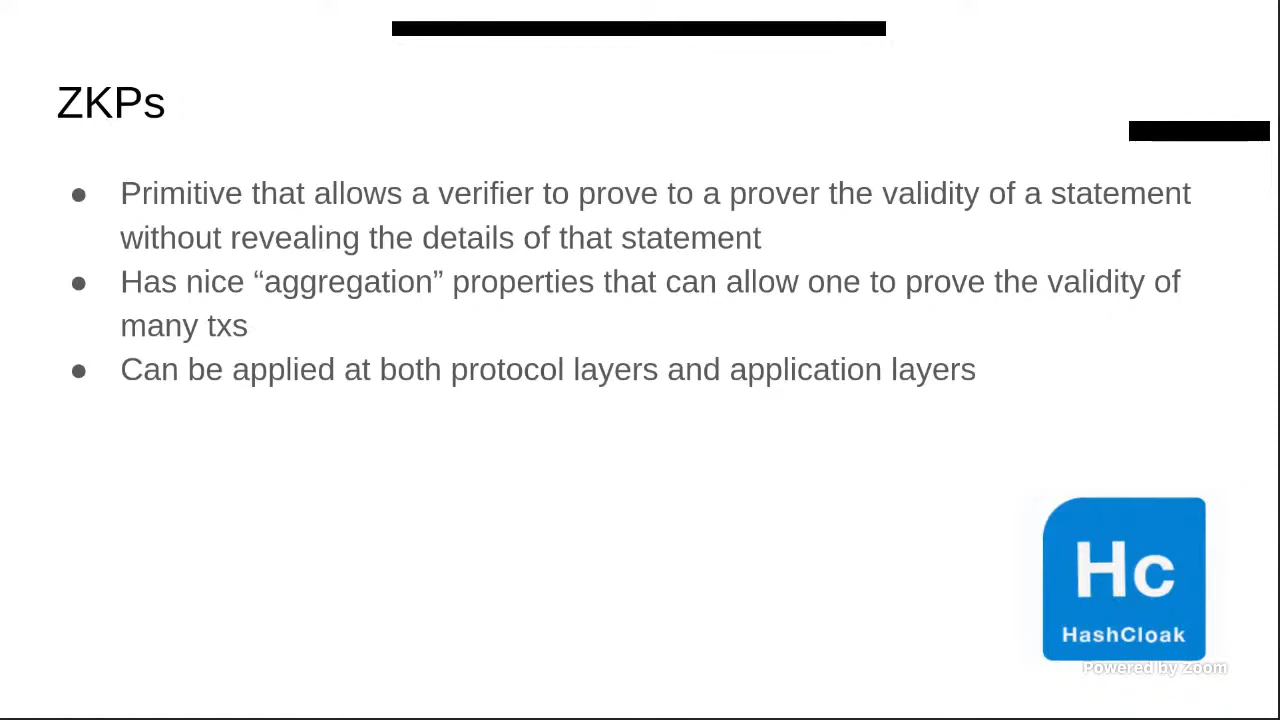 ZKPs
● Primitive that allows a verifier to prove to a prover the validity of a statement
without revealing the details of that statement
● Has nice “aggregation” properties that can allow one to prove the validity of
many txs
● Can be applied at both protocol layers and application layers
Hc
HashCloak
Powered by Zoom